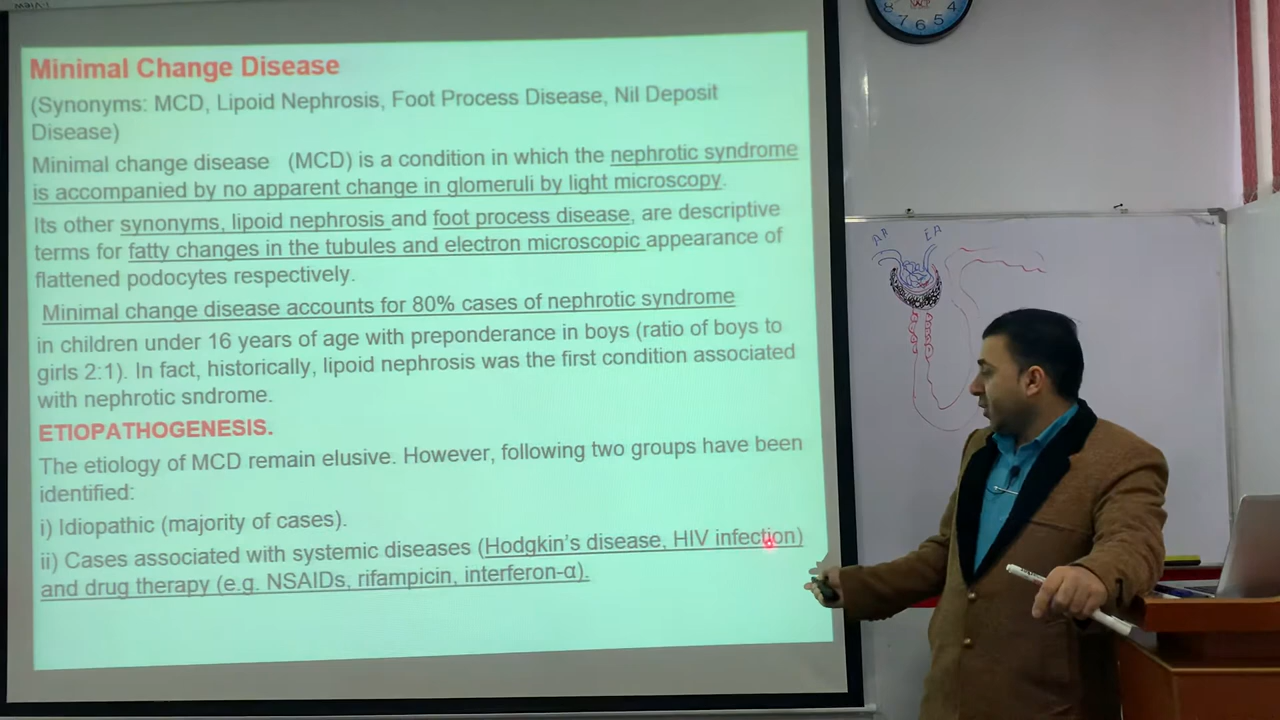 Minimal Change Disease
(Synonyms: MCD, Lipoid Nephrosis, Foot Process Disease, Nil Deposit
Disease)
Minimal change disease (MCD) is a condition in which the nephrotic syndrome
is accompanied by no apparent change in glomeruli by light microscopy.
Its other synonyms, lipoid nephrosis and foot process disease, are descriptive
terms for fatty changes in the tubules and electron microscopic appearance of
flattened podocytes respectively.
Minimal change disease accounts for 80% cases of nephrotic syndrome
in children under 16 years of age with preponderance in boys (ratio of boys to
girls 2:1). In fact, historically, lipoid nephrosis was the first condition associated
with nephrotic sndrome.
ETIOPATHOGENESIS.
The etiology of MCD remain elusive. However, following two groups have been
identified:
i) Idiopathic (majority of cases).
ii) Cases associated with systemic diseases (Hodgkin's disease, HIV infection)
and drug therapy (e.g. NSAIDs, rifampicin, interferon-α).
8 7 6 5 4
EA